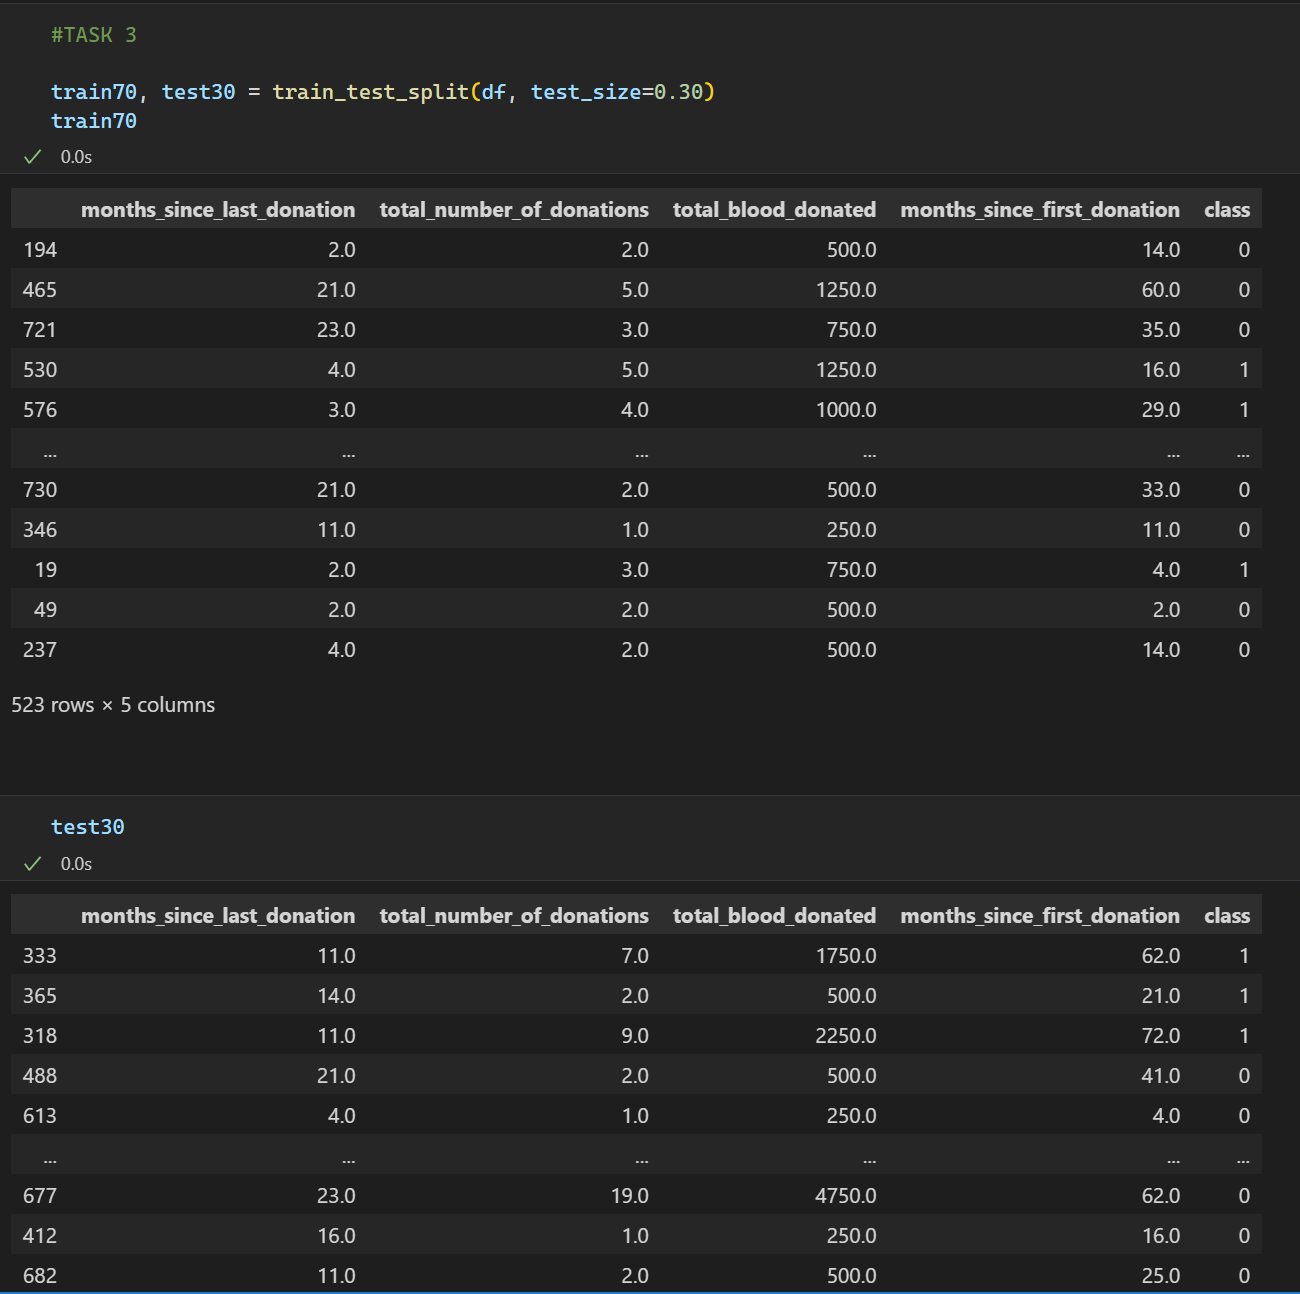 #TASK 3
train70, test30 = train_test_split(df, test_size=0.30)
train70
0.0s
months_since_last_donation total_number_of_donations total_blood_donated months_since_first_donation class
194 2.0 2.0 500.0 14.0 0
465 21.0 5.0 1250.0 60.0 0
721 23.0 3.0 750.0 35.0 0
530 4.0 5.0 1250.0 16.0 1
576 3.0 4.0 1000.0 29.0 1
... ... ... ... ... ...
730 21.0 2.0 500.0 33.0 0
346 11.0 1.0 250.0 11.0 0
19 2.0 3.0 750.0 4.0 1
49 2.0 2.0 500.0 2.0 0
237 4.0 2.0 500.0 14.0 0
523 rows × 5 columns
test30
0.0s
months_since_last_donation total_number_of_donations total_blood_donated months_since_first_donation class
333 11.0 7.0 1750.0 62.0 1
365 14.0 2.0 500.0 21.0 1
318 11.0 9.0 2250.0 72.0 1
488 21.0 2.0 500.0 41.0 0
613 4.0 1.0 250.0 4.0 0
... ... ... ... ... ...
677 23.0 19.0 4750.0 62.0 0
412 16.0 1.0 250.0 16.0 0
682 11.0 2.0 500.0 25.0 0